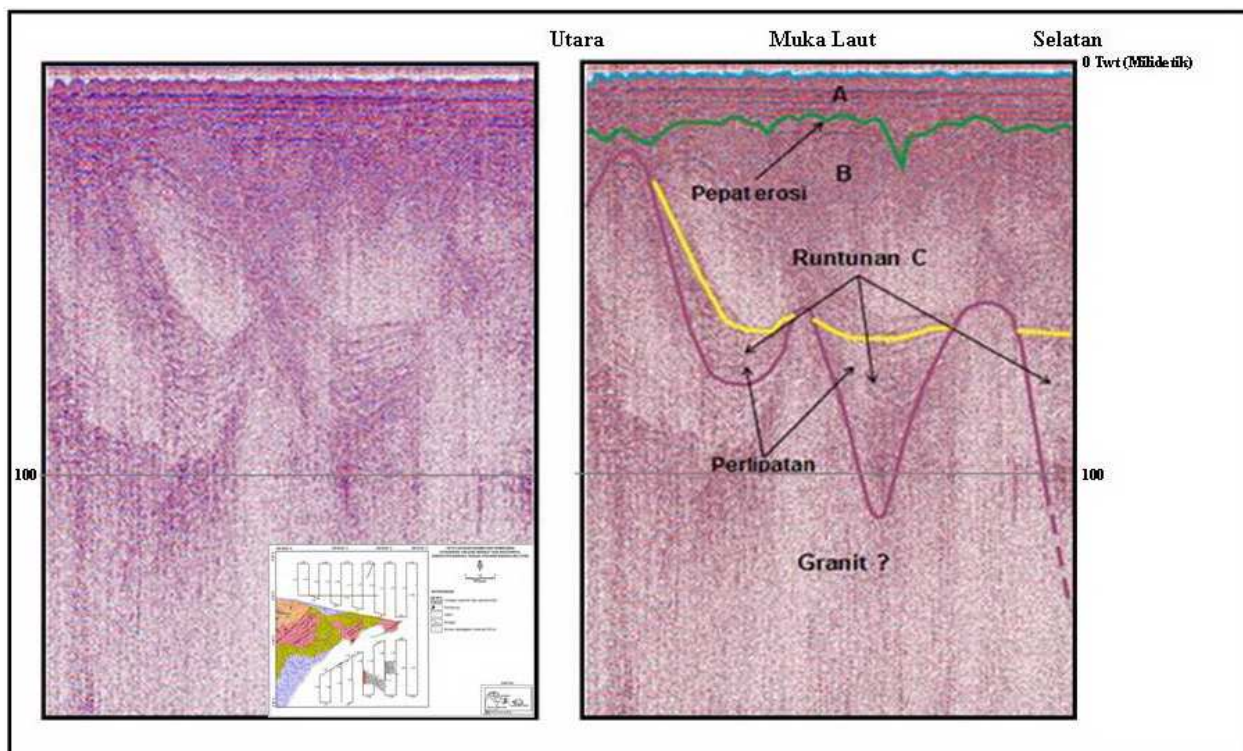 Utara Muka Laut Selatan
0 Twt (Milidetik)
A
B
Pepat erosi
Runtunan C
100 100
Perlipatan
Granit ?